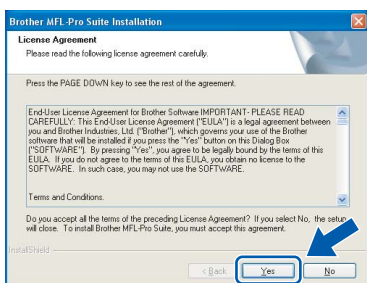 Brother MFL-Pro Suite Installation
License Agreement
Please read the following license agreement carefully.
Press the PAGE DOWN key to see the rest of the agreement.
End-User License Agreement for Brother Software IMPORTANT- PLEASE READ
CAREFULLY: This End-User License Agreement ("EULA") is a legal agreement between
you and Brother Industries, Ltd. ("Brother"), which governs your use of the Brother
software that will be installed if you press the "Yes" button on this Dialog Box
("SOFTWARE"). By pressing "Yes", you agree to be legally bound by the terms of this
EULA. If you do not agree to the terms of this EULA, you obtain no license to the
SOFTWARE. In such case, you may not use the SOFTWARE.
Terms and Conditions.
Do you accept all the terms of the preceding License Agreement? If you select No, the setup
will close. To install Brother MFL-Pro Suite, you must accept this agreement.
InstallShield
< Back
Yes
No